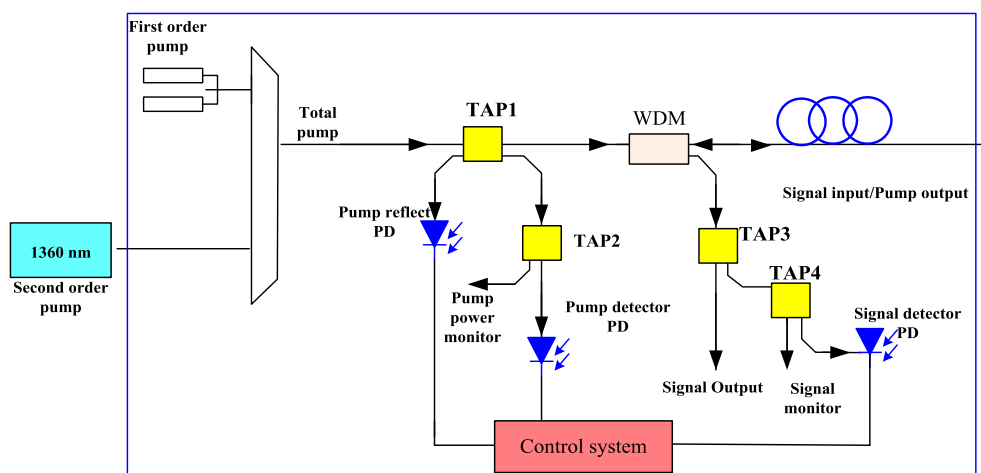 First order
pump
Total
pump
TAP1
WDM
Signal input/Pump output
Pump reflect
PD
TAP2
TAP3
1360 nm
Second order
pump
TAP4
Pump
power
monitor
Pump detector
PD
Signal detector
PD
Signal Output
Signal
monitor
Control system